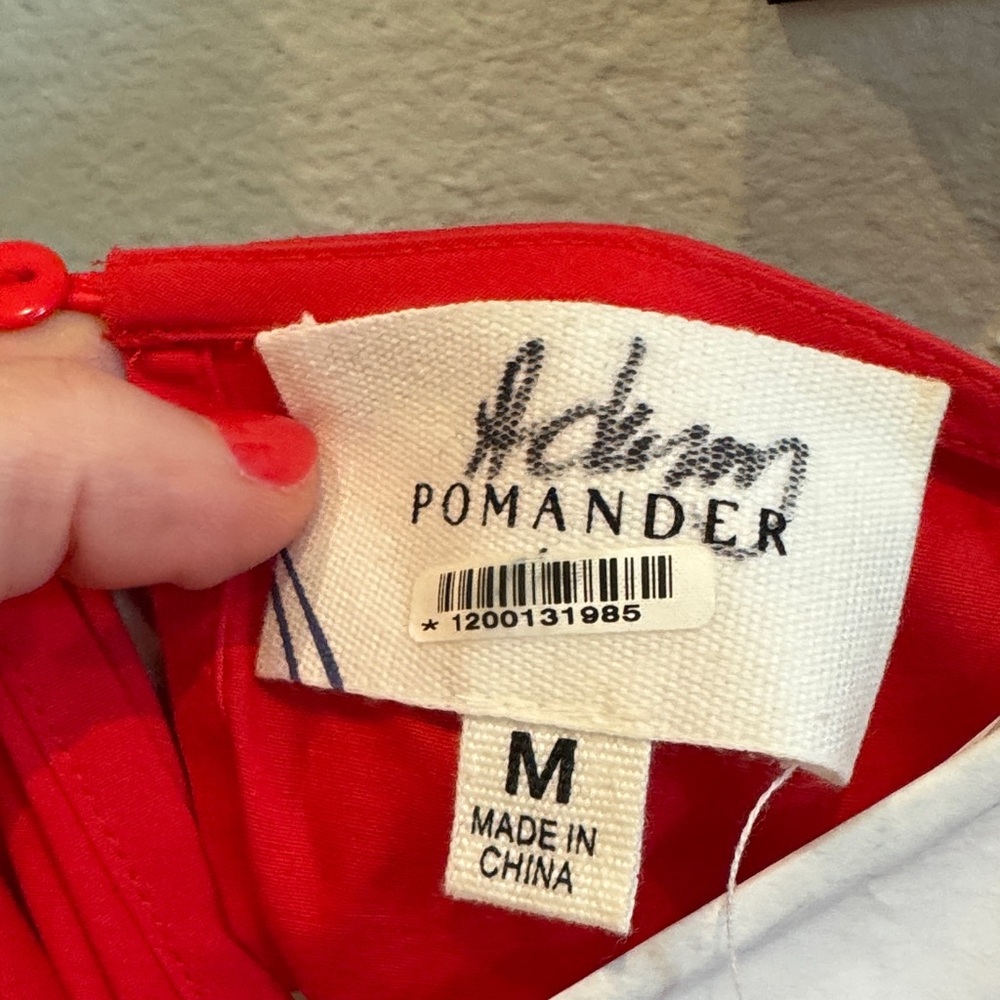 POMANDER
* 1200131985
M
MADE IN
CHINA